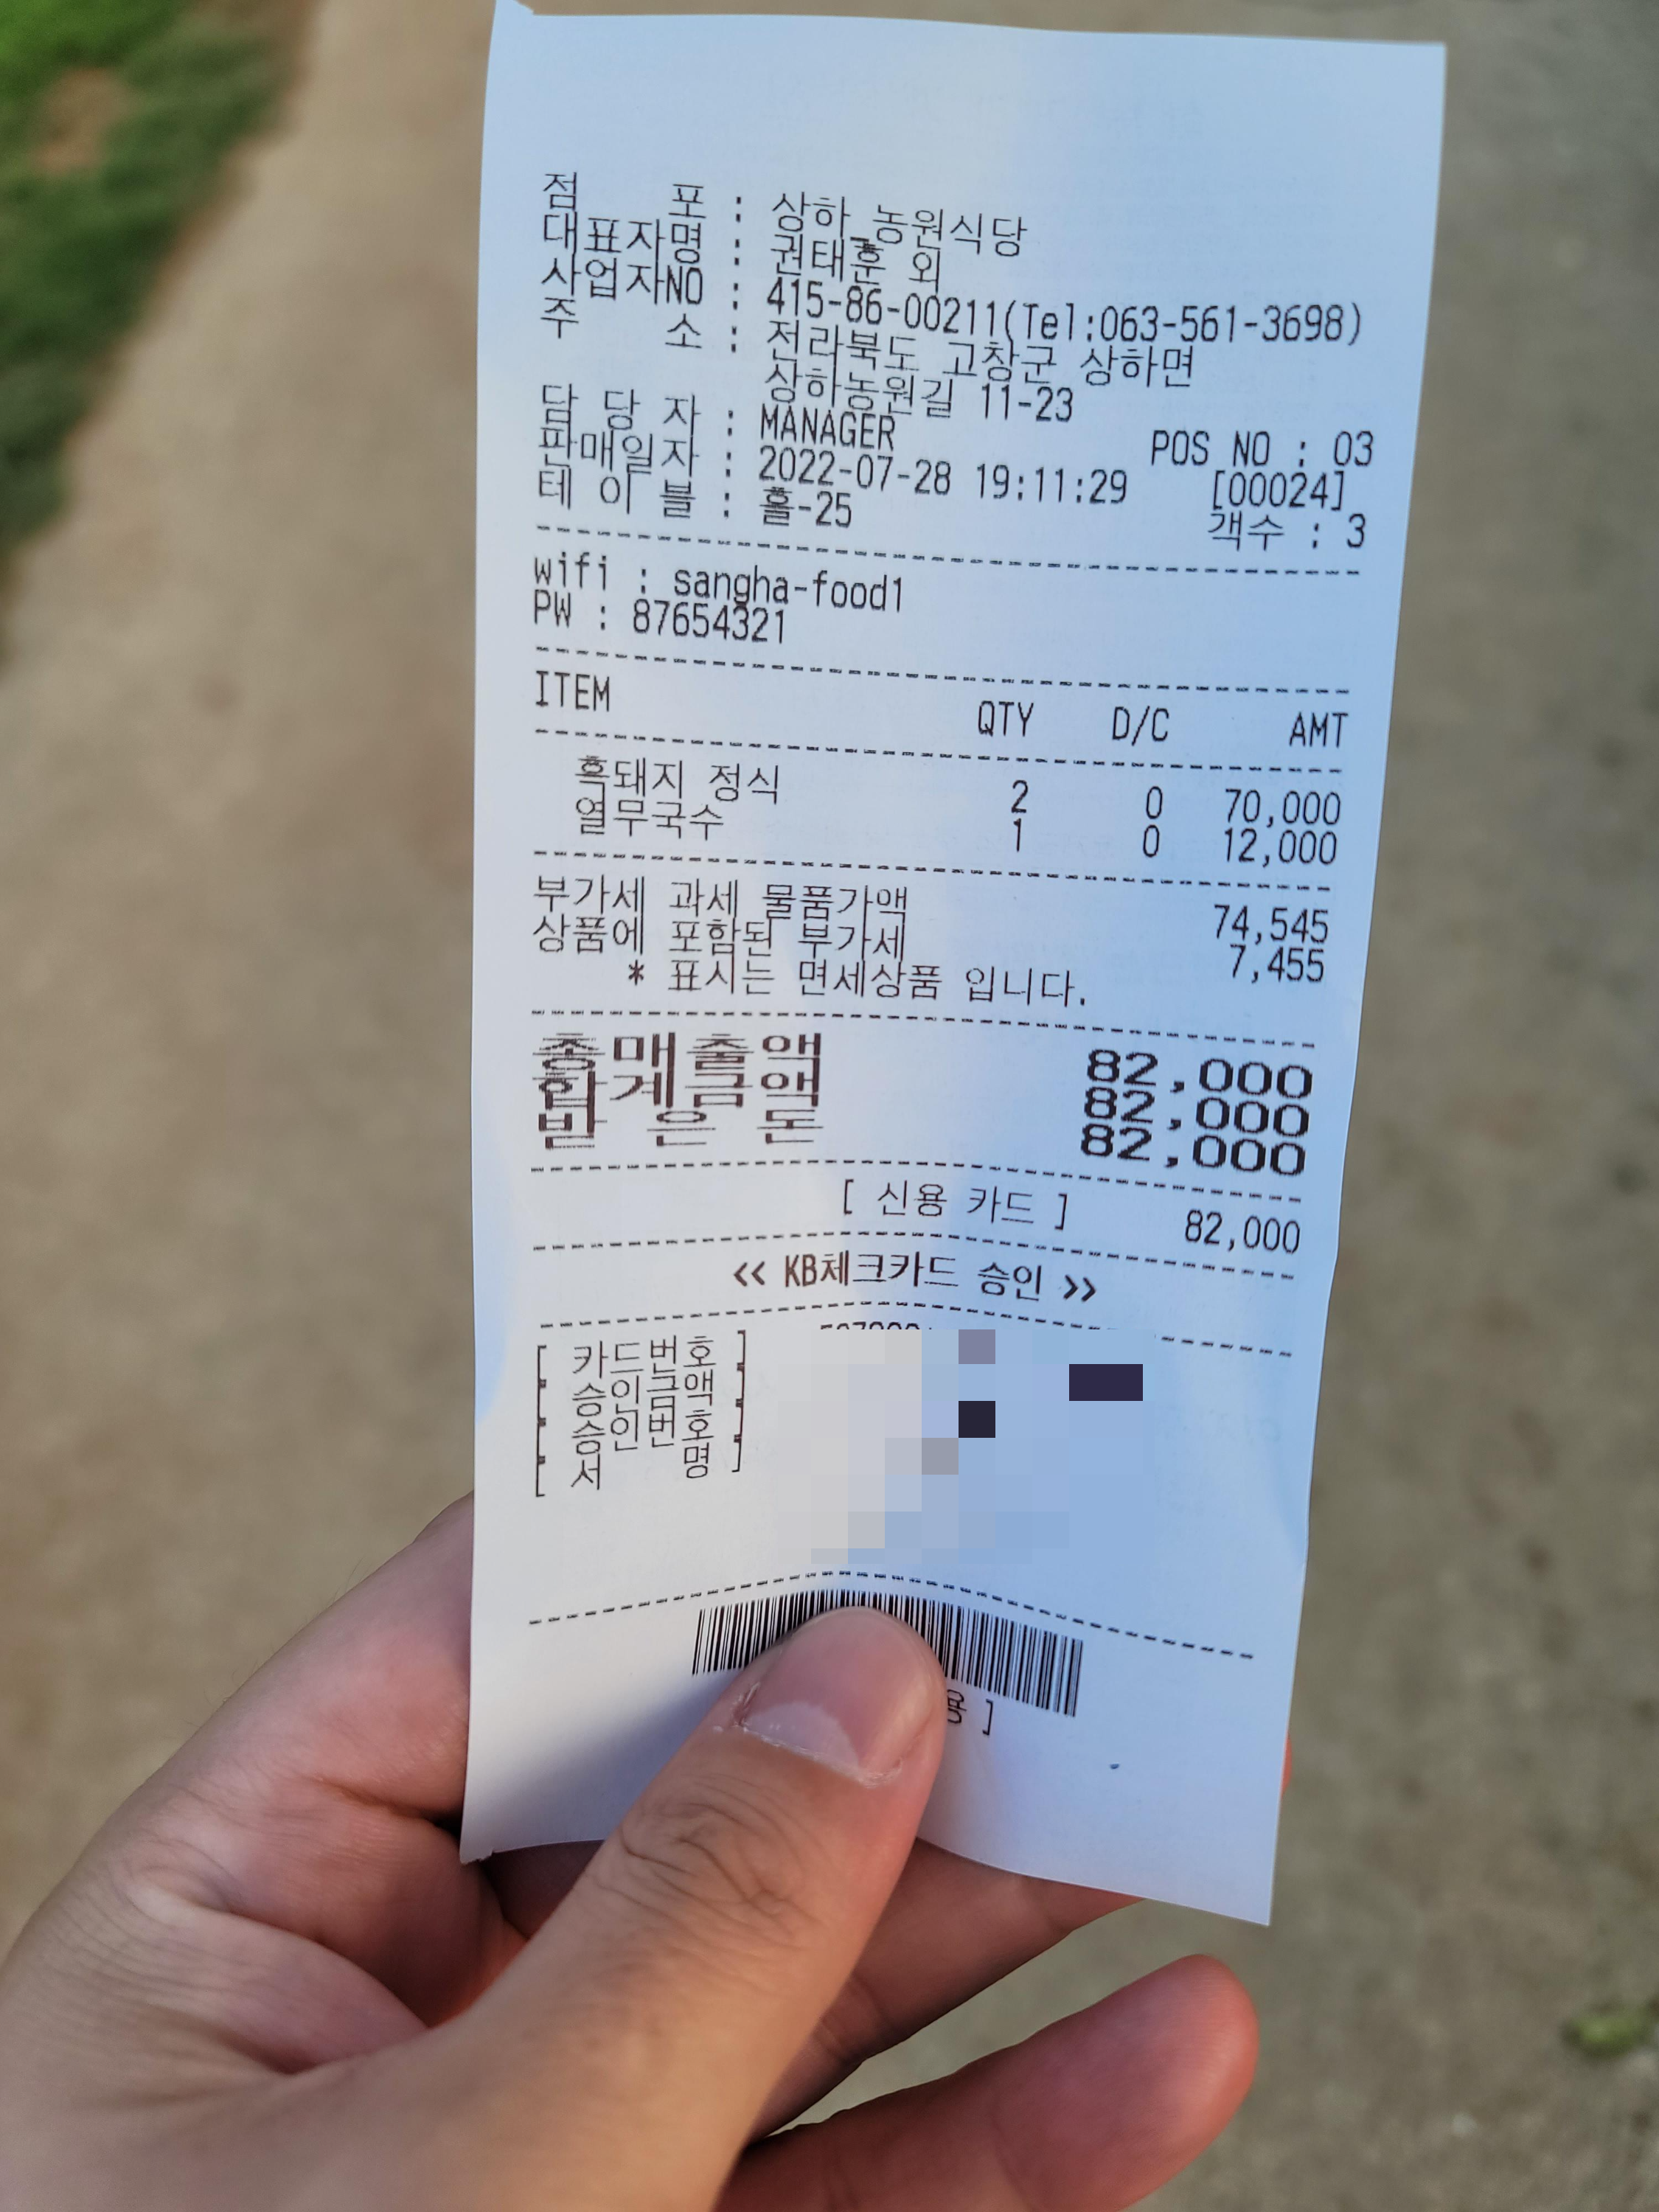 점 포 : 상하_농원식당
대표자명 : 권태훈 외
사업자NO : 415-86-00211(Tel:063-561-3698)
주 소 : 전라북도 고창군 상하면
상하농원길 11-23
담 당 자 : MANAGER POS NO : 03
판매일자 : 2022-07-28 19:11:29 [00024]
테 이 블 : 홀-25 객수 : 3
wifi : sangha-food1
PW : 87654321
ITEM QTY D/C AMT
흑돼지 정식 2 0 70,000
열무국수 1 0 12,000
부가세 과세 물품가액 74,545
상품에 포함된 부가세 7,455
* 표시는 면세상품 입니다.
총매출액 82,000
합계금액 82,000
받 은 돈 82,000
[ 신용 카드 ] 82,000
<< KB체크카드 승인 >>
[ 카드번호 ]
[ 승인금액 ]
[ 승인번호 ]
[ 서 명 ]
용 ]